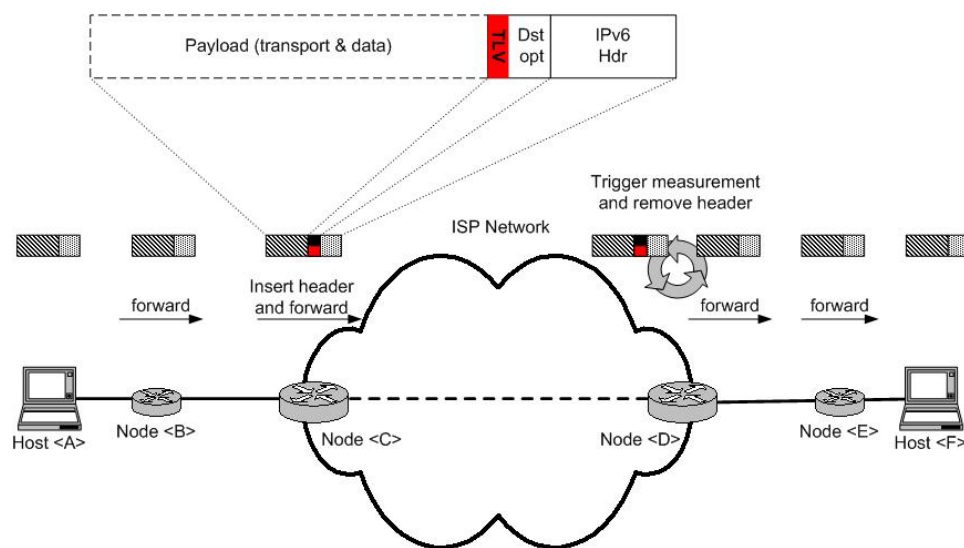 Payload (transport & data)
TLV
Dst
opt
IPv6
Hdr
Trigger measurement
and remove header
ISP Network
Insert header
and forward
forward
forward
forward
Host <A>
Node <B>
Node <C>
Node <D>
Node <E>
Host <F>